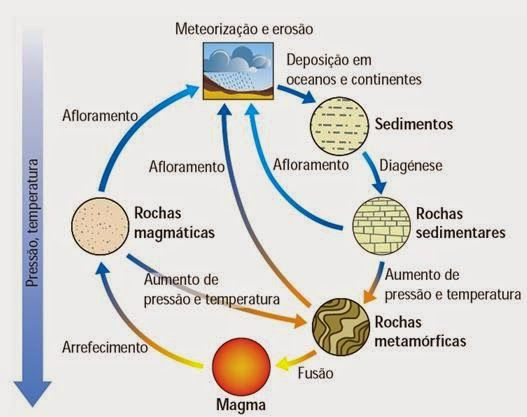 Meteorização e erosão
Deposição em
oceanos e continentes
Sedimentos
Afloramento
Afloramento
Afloramento
Diagénese
Pressão, temperatura
Rochas
magmáticas
Rochas
sedimentares
Aumento de
pressão e temperatura
Aumento de
pressão e temperatura
Rochas
metamórficas
Arrefecimento
Fusão
Magma